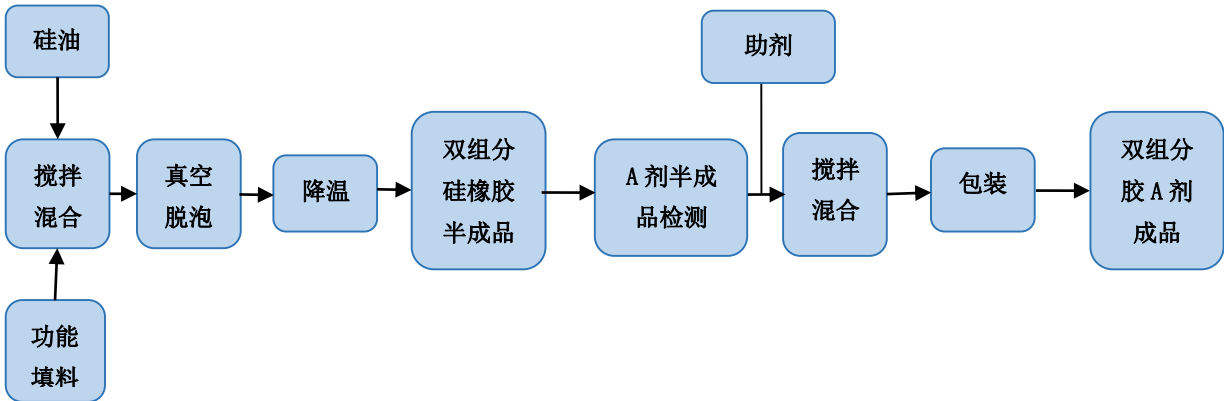 硅油
助剂
搅拌
混合
真空
脱泡
降温
双组分
硅橡胶
半成品
A 剂半成
品检测
搅拌
混合
包装
双组分
胶 A 剂
成品
功能
填料